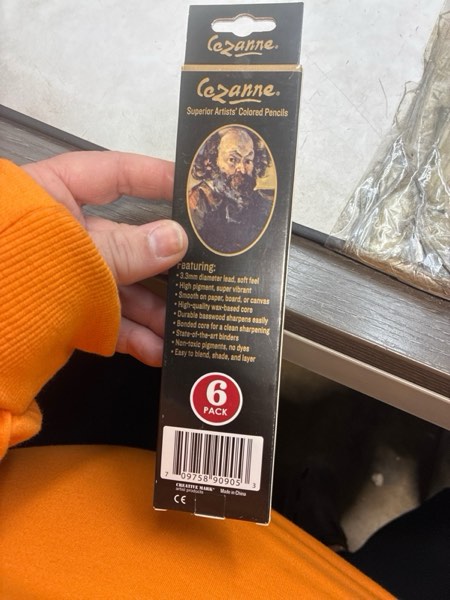 Cezanne®
Cezanne®
Superior Artists' Colored Pencils
Featuring:
• 3.3mm diameter lead, soft feel
• High pigment, super vibrant
• Smooth on paper, board, or canvas
• High-quality wax-based core
• Durable basswood sharpens easily
• Bonded core for a clean sharpening
• State-of-the-art binders
• Non-toxic pigments, no dyes
• Easy to blend, shade, and layer
6
PACK
7 09758 90905 3
CREATIVE MARK® Made in China
artist products
CE